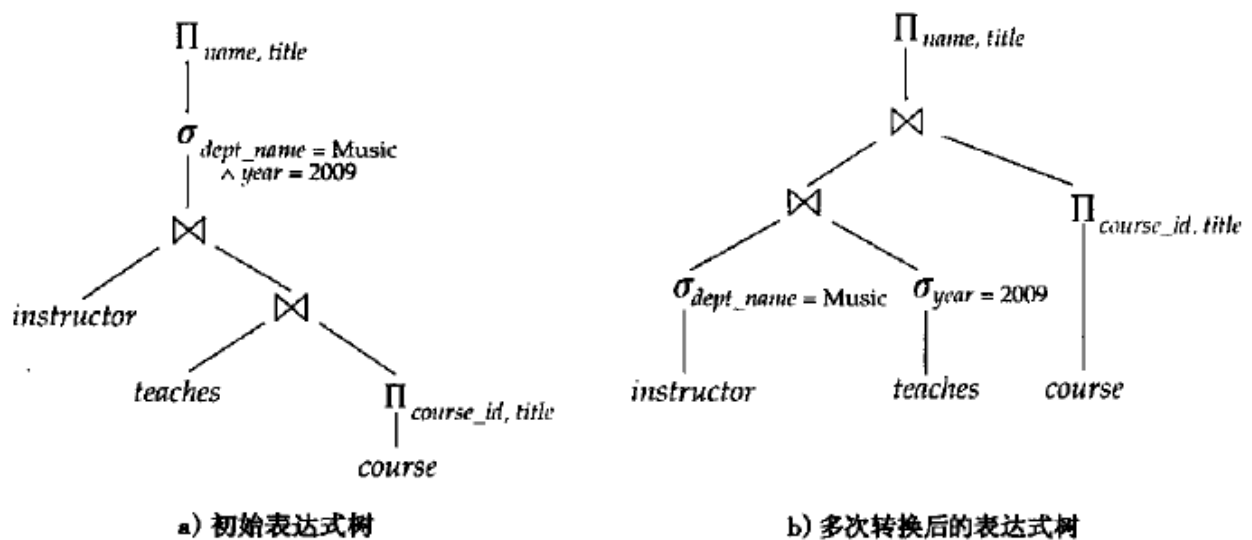 Π name, title
σ dept_name = Music
∧ year = 2009
⋈
instructor
⋈
teaches
Π course_id, title
course
a) 初始表达式树
Π name, title
⋈
⋈
Π course_id, title
σ dept_name = Music
σ year = 2009
instructor
teaches
course
b) 多次转换后的表达式树